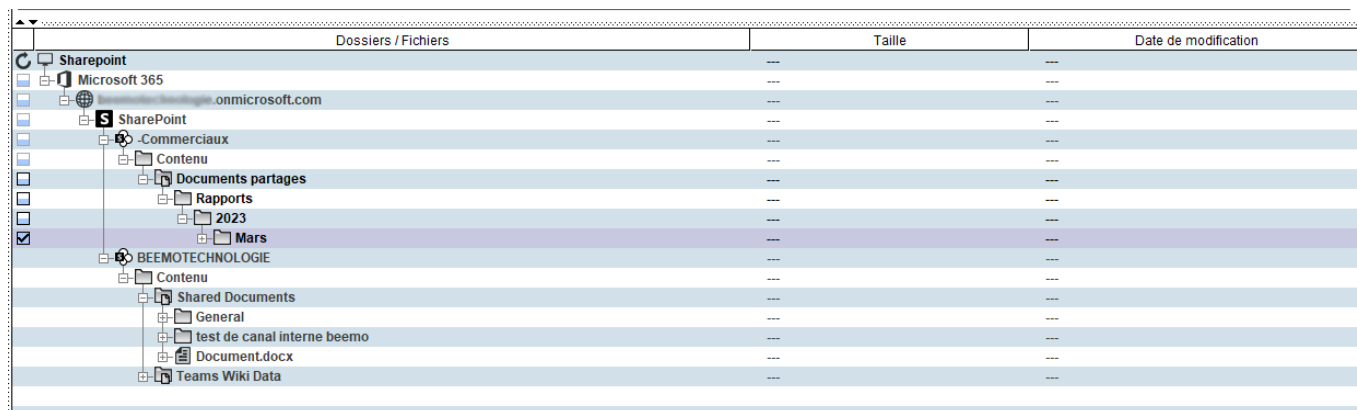 Dossiers / Fichiers Taille Date de modification
Sharepoint --- ---
Microsoft 365 --- ---
.onmicrosoft.com --- ---
S SharePoint --- ---
-Commerciaux --- ---
Contenu --- ---
Documents partages --- ---
Rapports --- ---
2023 --- ---
Mars --- ---
BEEMOTECHNOLOGIE --- ---
Contenu --- ---
Shared Documents --- ---
General --- ---
test de canal interne beemo --- ---
Document.docx --- ---
Teams Wiki Data --- ---